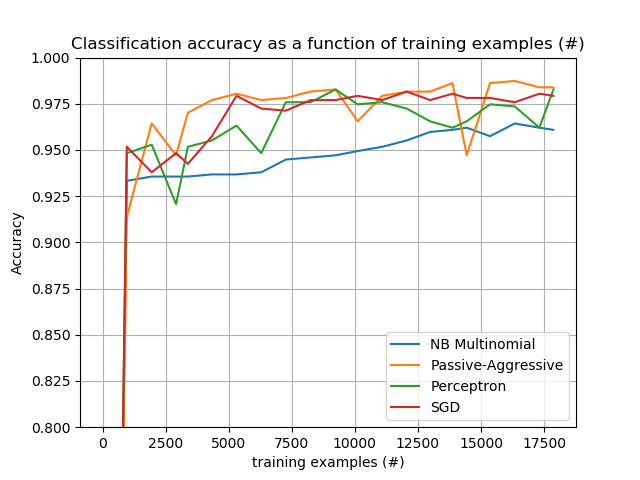 Classification accuracy as a function of training examples (#)
1.000
0.975
0.950
0.925
0.900
0.875
0.850
0.825
0.800
Accuracy
NB Multinomial
Passive-Aggressive
Perceptron
SGD
0 2500 5000 7500 10000 12500 15000 17500
training examples (#)